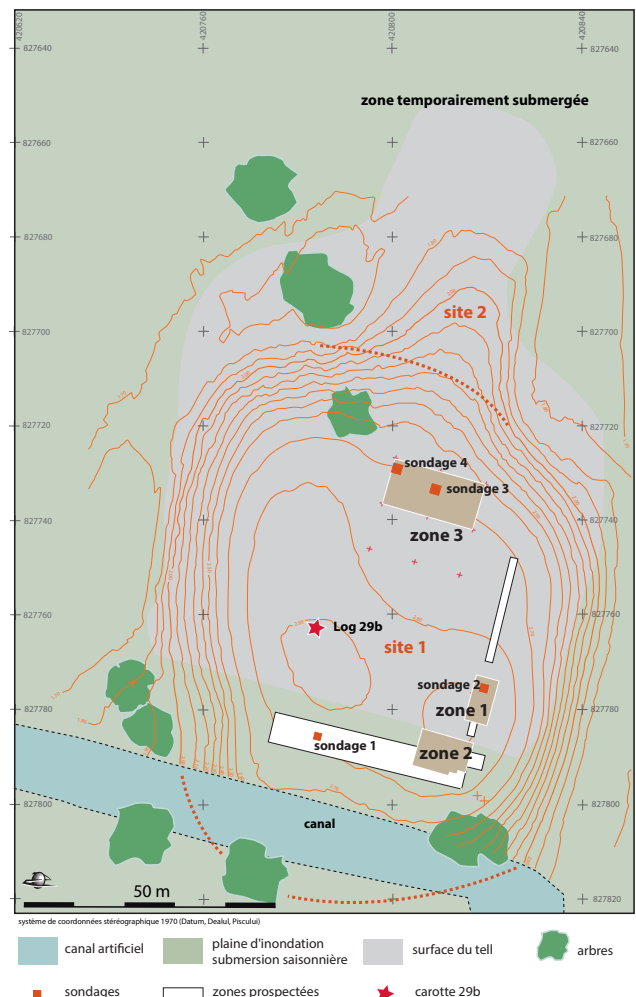 420620
420760
420800
420840
827640
827640
zone temporairement submergée
827660
827660
827680
827680
site 2
827700
827700
827720
827720
sondage 4
sondage 3
827740
827740
zone 3
827760
827760
Log 29b
site 1
sondage 2
827780
827780
zone 1
sondage 1
zone 2
827800
827800
canal
50 m
827820
système de coordonnées stéréographique 1970 (Datum, Dealul, Piscului)
canal artificiel
plaine d'inondation
submersion saisonnière
surface du tell
arbres
sondages
zones prospectées
carotte 29b